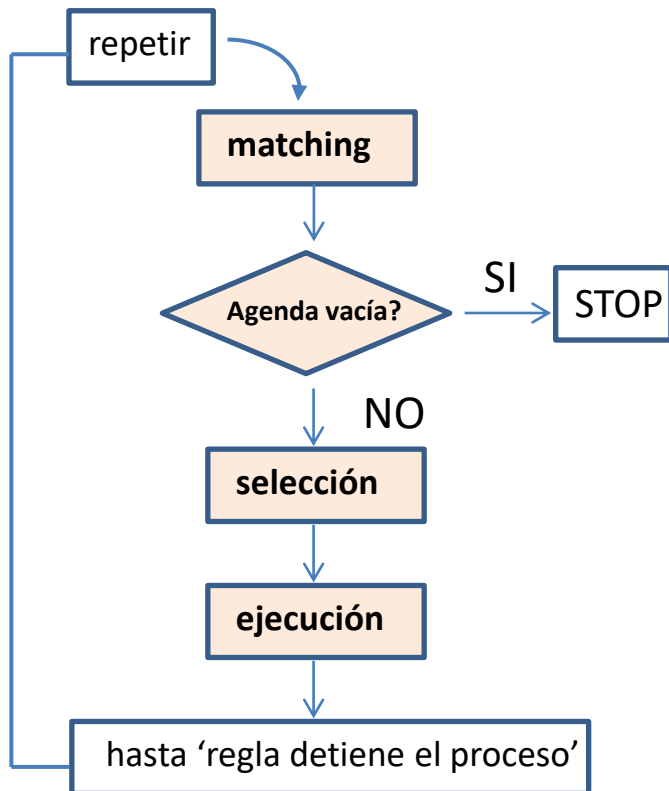 repetir
matching
Agenda vacía?
SI
STOP
NO
selección
ejecución
hasta ‘regla detiene el proceso’